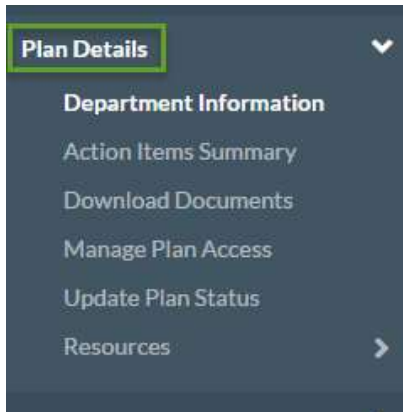 Plan Details
Department Information
Action Items Summary
Download Documents
Manage Plan Access
Update Plan Status
Resources